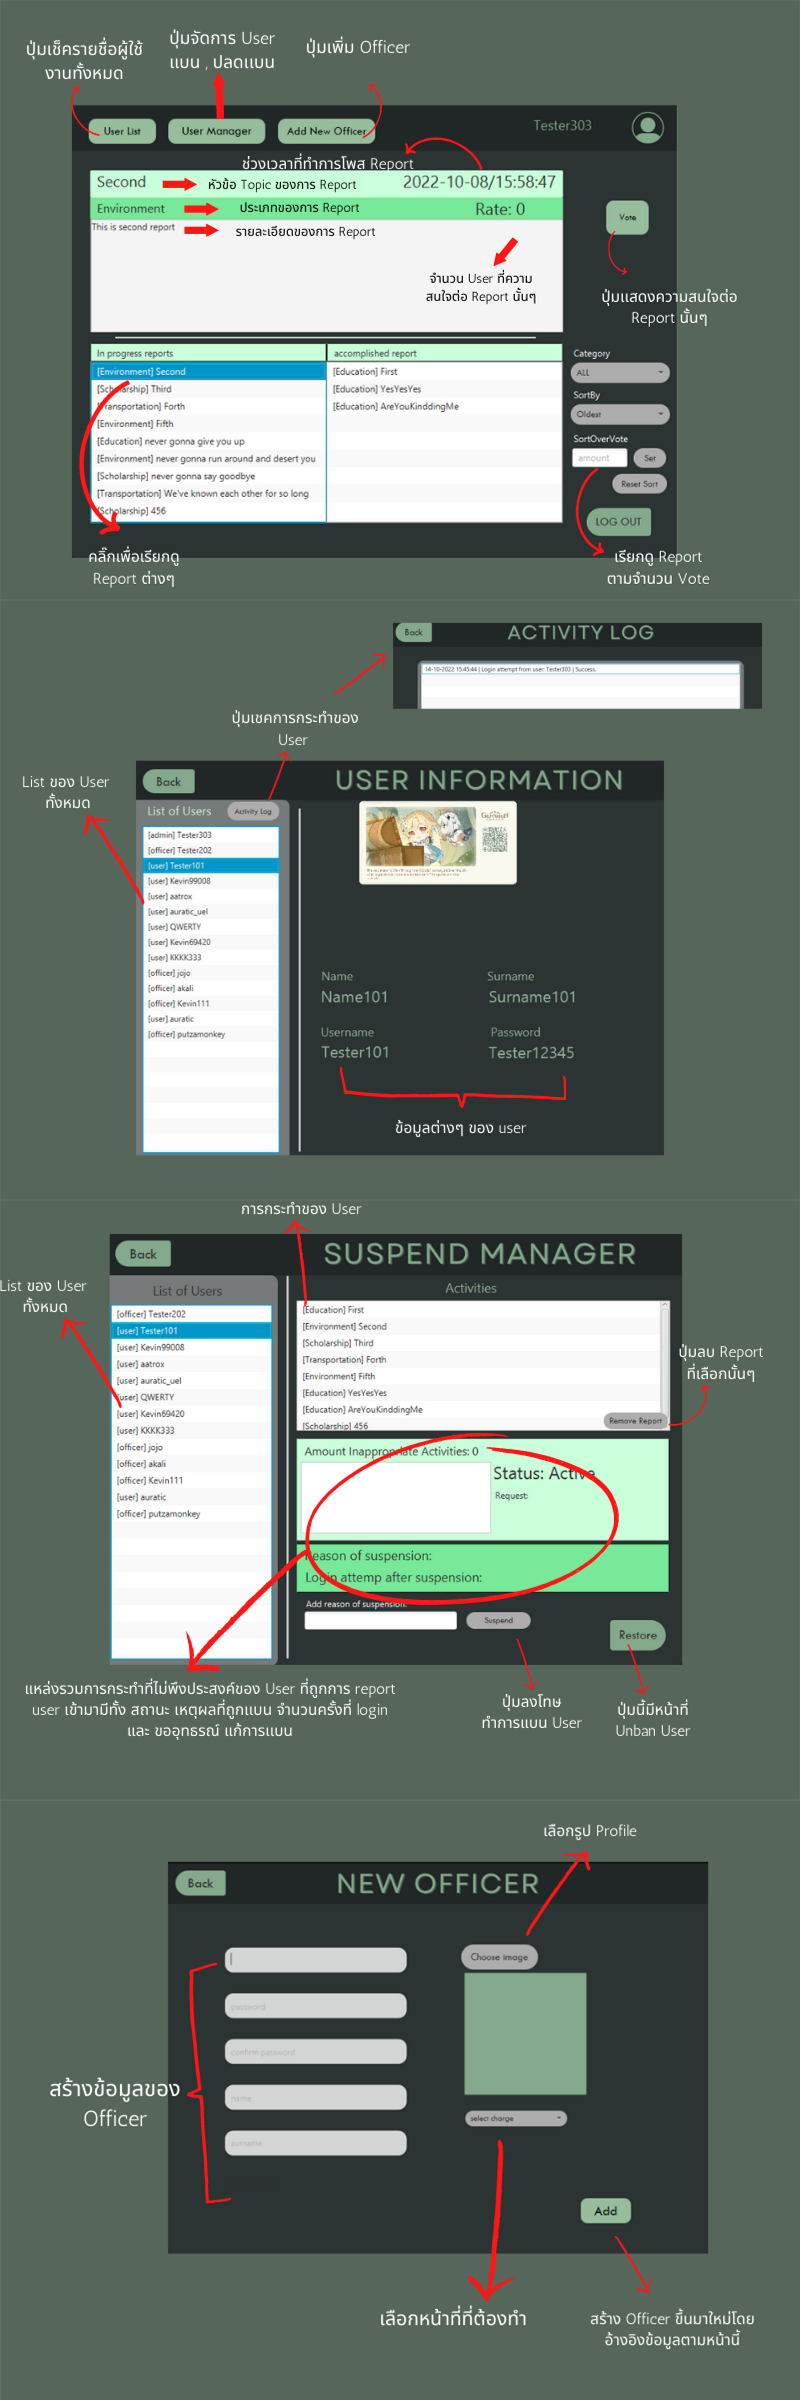 ปุ่มเช็ครายชื่อผู้ใช้
งานทั้งหมด
ปุ่มจัดการ User
แบน , ปลดแบน
ปุ่มเพิ่ม Officer
User List
User Manager
Add New Officer
Tester303
ช่วงเวลาที่ทำการโพส Report
Second
หัวข้อ Topic ของการ Report
2022-10-08/15:58:47
Environment
ประเภทของการ Report
Rate: 0
This is second report
รายละเอียดของการ Report
Vote
จำนวน User ที่ความ
สนใจต่อ Report นั้นๆ
ปุ่มแสดงความสนใจต่อ
Report นั้นๆ
In progress reports
accomplished report
[Environment] Second
[Scholarship] Third
[Transportation] Forth
[Environment] Fifth
[Education] never gonna give you up
[Environment] never gonna run around and desert you
[Scholarship] never gonna say goodbye
[Transportation] We've known each other for so long
[Scholarship] 456
[Education] First
[Education] YesYesYes
[Education] AreYouKinddingMe
Category
ALL
SortBy
Oldest
SortOverVote
amount
Set
Reset Sort
LOG OUT
คลิ๊กเพื่อเรียกดู
Report ต่างๆ
เรียกดู Report
ตามจำนวน Vote
Back
ACTIVITY LOG
14-10-2022 15:45:44 | Login attempt from user: Tester303 | Success.
ปุ่มเชคการกระทำของ
User
List ของ User
ทั้งหมด
Back
USER INFORMATION
List of Users
Activity Log
[admin] Tester303
[officer] Tester202
[user] Tester101
[user] Kevin99008
[user] aatrox
[user] auratic_uel
[user] QWERTY
[user] Kevin69420
[user] KKKK333
[officer] jojo
[officer] akali
[officer] Kevin111
[user] auratic
[officer] putzamonkey
Genshin
Name
Surname
Name101
Surname101
Username
Password
Tester101
Tester12345
ข้อมูลต่างๆ ของ user
การกระทำของ User
List ของ User
ทั้งหมด
Back
SUSPEND MANAGER
List of Users
Activities
[officer] Tester202
[user] Tester101
[user] Kevin99008
[user] aatrox
[user] auratic_uel
[user] QWERTY
[user] Kevin69420
[user] KKKK333
[officer] jojo
[officer] akali
[officer] Kevin111
[user] auratic
[officer] putzamonkey
[Education] First
[Environment] Second
[Scholarship] Third
[Transportation] Forth
[Environment] Fifth
[Education] YesYesYes
[Education] AreYouKinddingMe
[Scholarship] 456
Remove Report
ปุ่มลบ Report
ที่เลือกนั้นๆ
Amount Inappropriate Activities: 0
Status: Active
Request:
Reason of suspension:
Login attemp after suspension:
Add reason of suspension:
Suspend
Restore
แหล่งรวมการกระทำที่ไม่พึงประสงค์ของ User ที่ถูกการ report
user เข้ามามีทั้ง สถานะ เหตุผลที่ถูกแบน จำนวนครั้งที่ login
และ ขออุทธรณ์ แก้การแบน
ปุ่มลงโทษ
ทำการแบน User
ปุ่มนี้มีหน้าที่
Unban User
เลือกรูป Profile
Back
NEW OFFICER
Choose image
password
confirm password
name
surname
select charge
สร้างข้อมูลของ
Officer
Add
เลือกหน้าที่ที่ต้องทำ
สร้าง Officer ขึ้นมาใหม่โดย
อ้างอิงข้อมูลตามหน้านี้